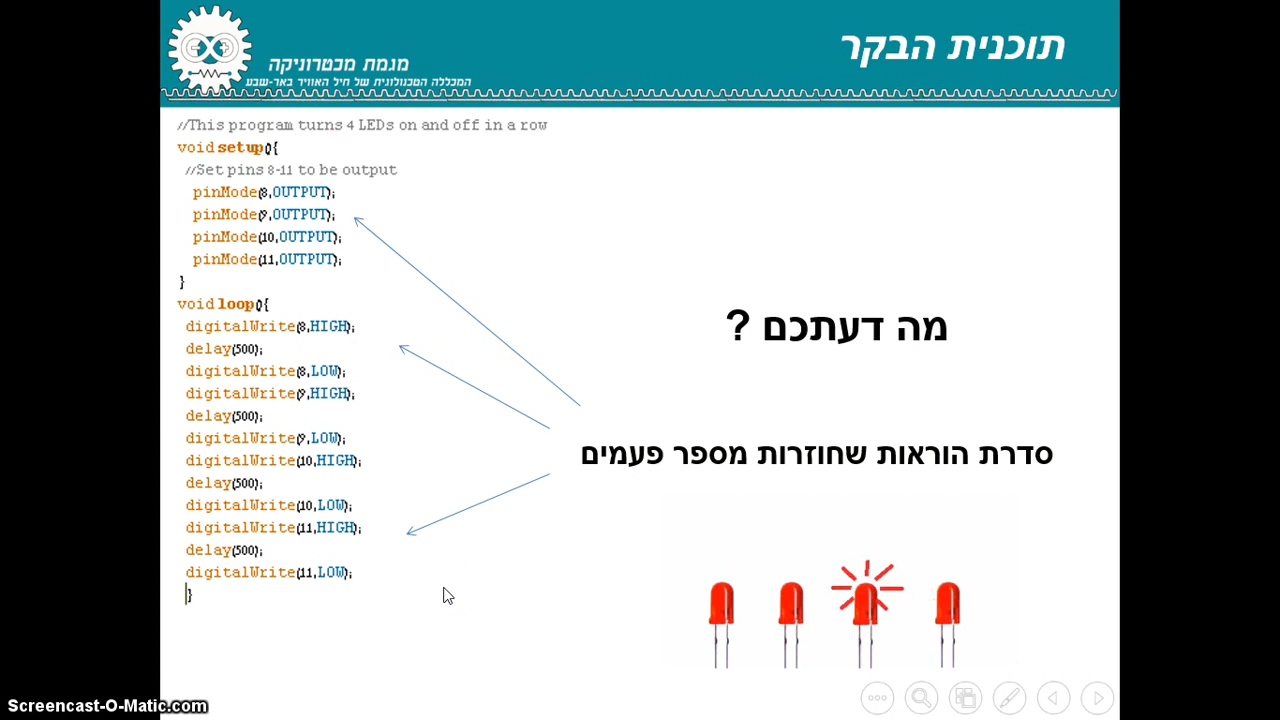 תוכנית הבקר
מגמת מכטרוניקה
המכללה הטכנולוגית של חיל האוויר באר-שבע
//This program turns 4 LEDs on and off in a row
void setup(){
//Set pins 8-11 to be output
pinMode(8,OUTPUT);
pinMode(9,OUTPUT);
pinMode(10,OUTPUT);
pinMode(11,OUTPUT);
}
void loop(){
digitalWrite(8,HIGH);
delay(500);
digitalWrite(8,LOW);
digitalWrite(9,HIGH);
delay(500);
digitalWrite(9,LOW);
digitalWrite(10,HIGH);
delay(500);
digitalWrite(10,LOW);
digitalWrite(11,HIGH);
delay(500);
digitalWrite(11,LOW);
}
מה דעתכם ?
סדרת הוראות שחוזרות מספר פעמים
Screencast-O-Matic.com